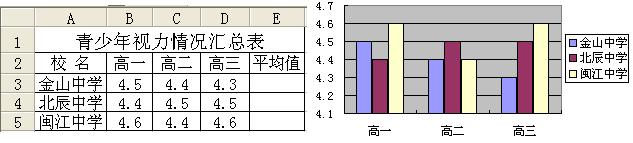 A B C D E
1 青少年视力情况汇总表
2 校 名 高一 高二 高三 平均值
3 金山中学 4.5 4.4 4.3
4 北辰中学 4.4 4.5 4.5
5 闽江中学 4.6 4.4 4.6
4.7
4.6
4.5
4.4
4.3
4.2
4.1
高一 高二 高三
金山中学
北辰中学
闽江中学